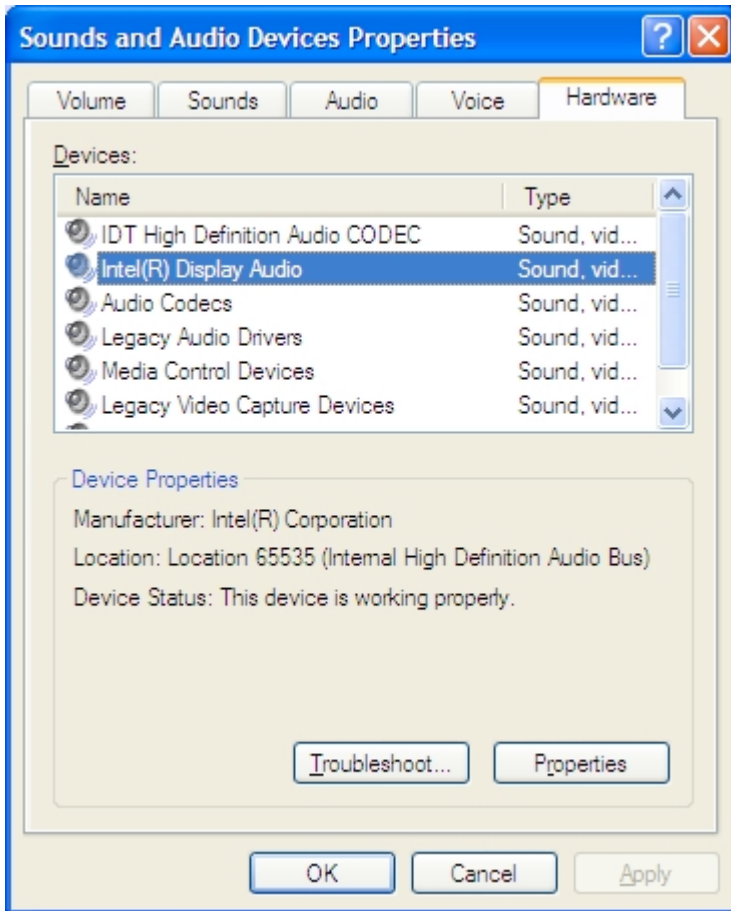 Sounds and Audio Devices Properties
Volume Sounds Audio Voice Hardware
Devices:
Name Type
IDT High Definition Audio CODEC Sound, vid...
Intel(R) Display Audio Sound, vid...
Audio Codecs Sound, vid...
Legacy Audio Drivers Sound, vid...
Media Control Devices Sound, vid...
Legacy Video Capture Devices Sound, vid...
Device Properties
Manufacturer: Intel(R) Corporation
Location: Location 65535 (Internal High Definition Audio Bus)
Device Status: This device is working properly.
Troubleshoot... Properties
OK Cancel Apply